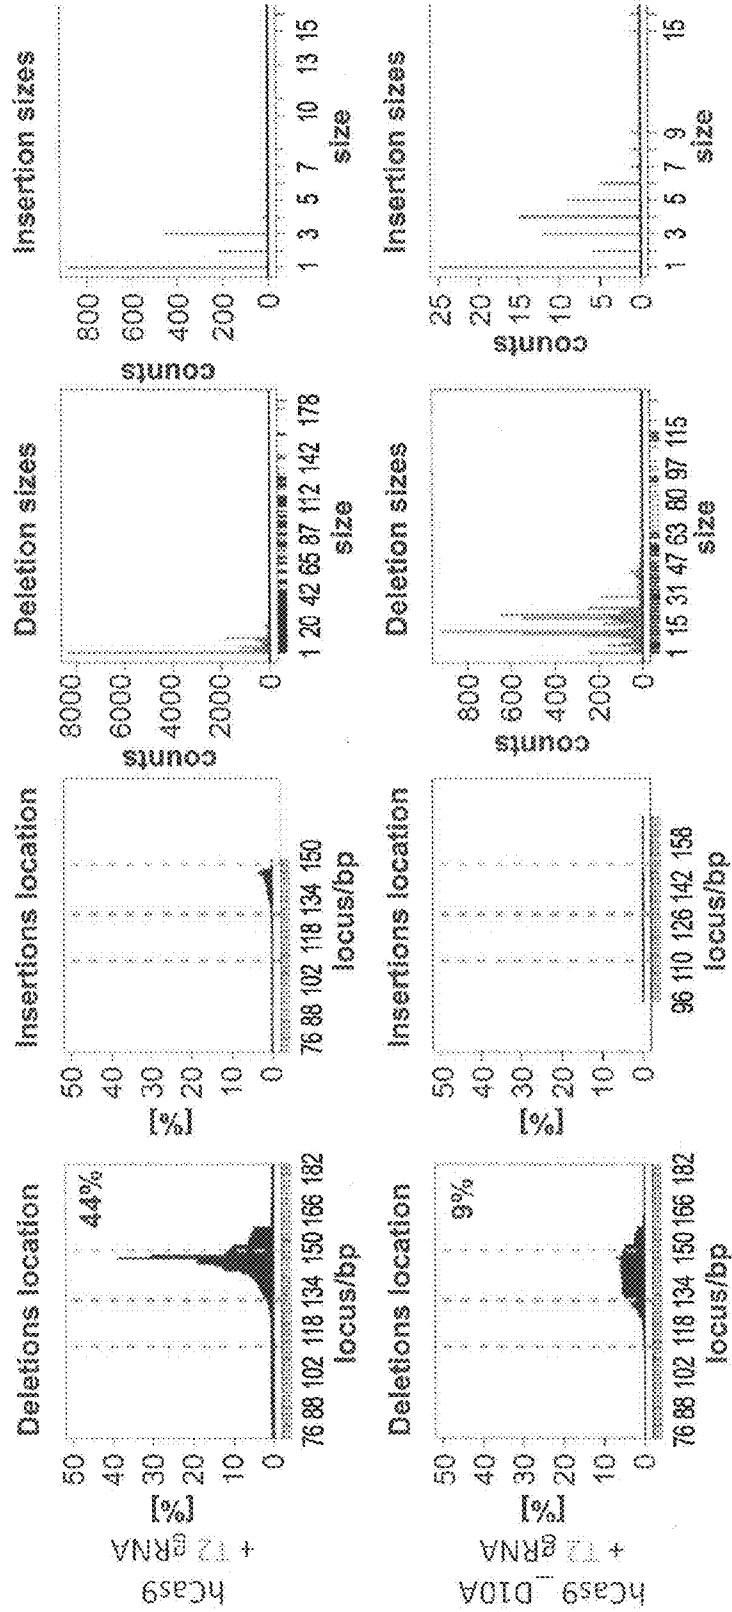 hCas9
+ T2 gRNA
Deletions location
44%
[%]
50
40
30
20
10
0
76 88 102 118 134 150 166 182
locus/bp
Insertions location
[%]
50
40
30
20
10
0
76 88 102 118 134 150
locus/bp
Deletion sizes
counts
8000
6000
4000
2000
0
1 20 42 65 87 112 142 178
size
Insertion sizes
counts
800
600
400
200
0
1 3 5 7 10 13 15
size
hCas9_D10A
+ T2 gRNA
Deletions location
9%
[%]
50
40
30
20
10
0
76 88 102 118 134 150 166 182
locus/bp
Insertions location
[%]
50
40
30
20
10
0
96 110 126 142 158
locus/bp
Deletion sizes
counts
800
600
400
200
0
1 15 31 47 63 80 97 115
size
Insertion sizes
counts
25
20
15
10
5
0
1 3 5 7 9 15
size